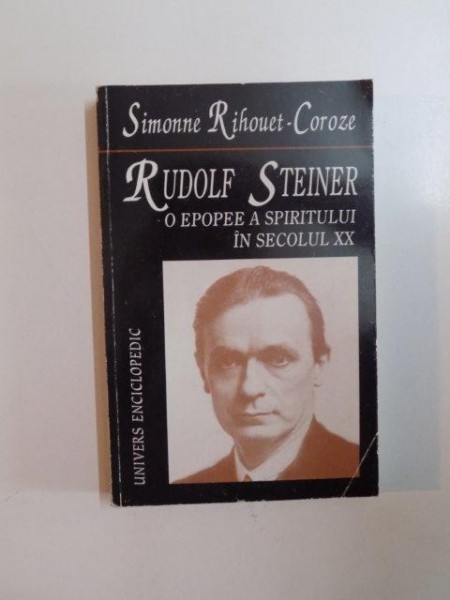 Simonne Rihouet-Coroze
RUDOLF STEINER
O EPOPEE A SPIRITULUI
ÎN SECOLUL XX
UNIVERS ENCICLOPEDIC